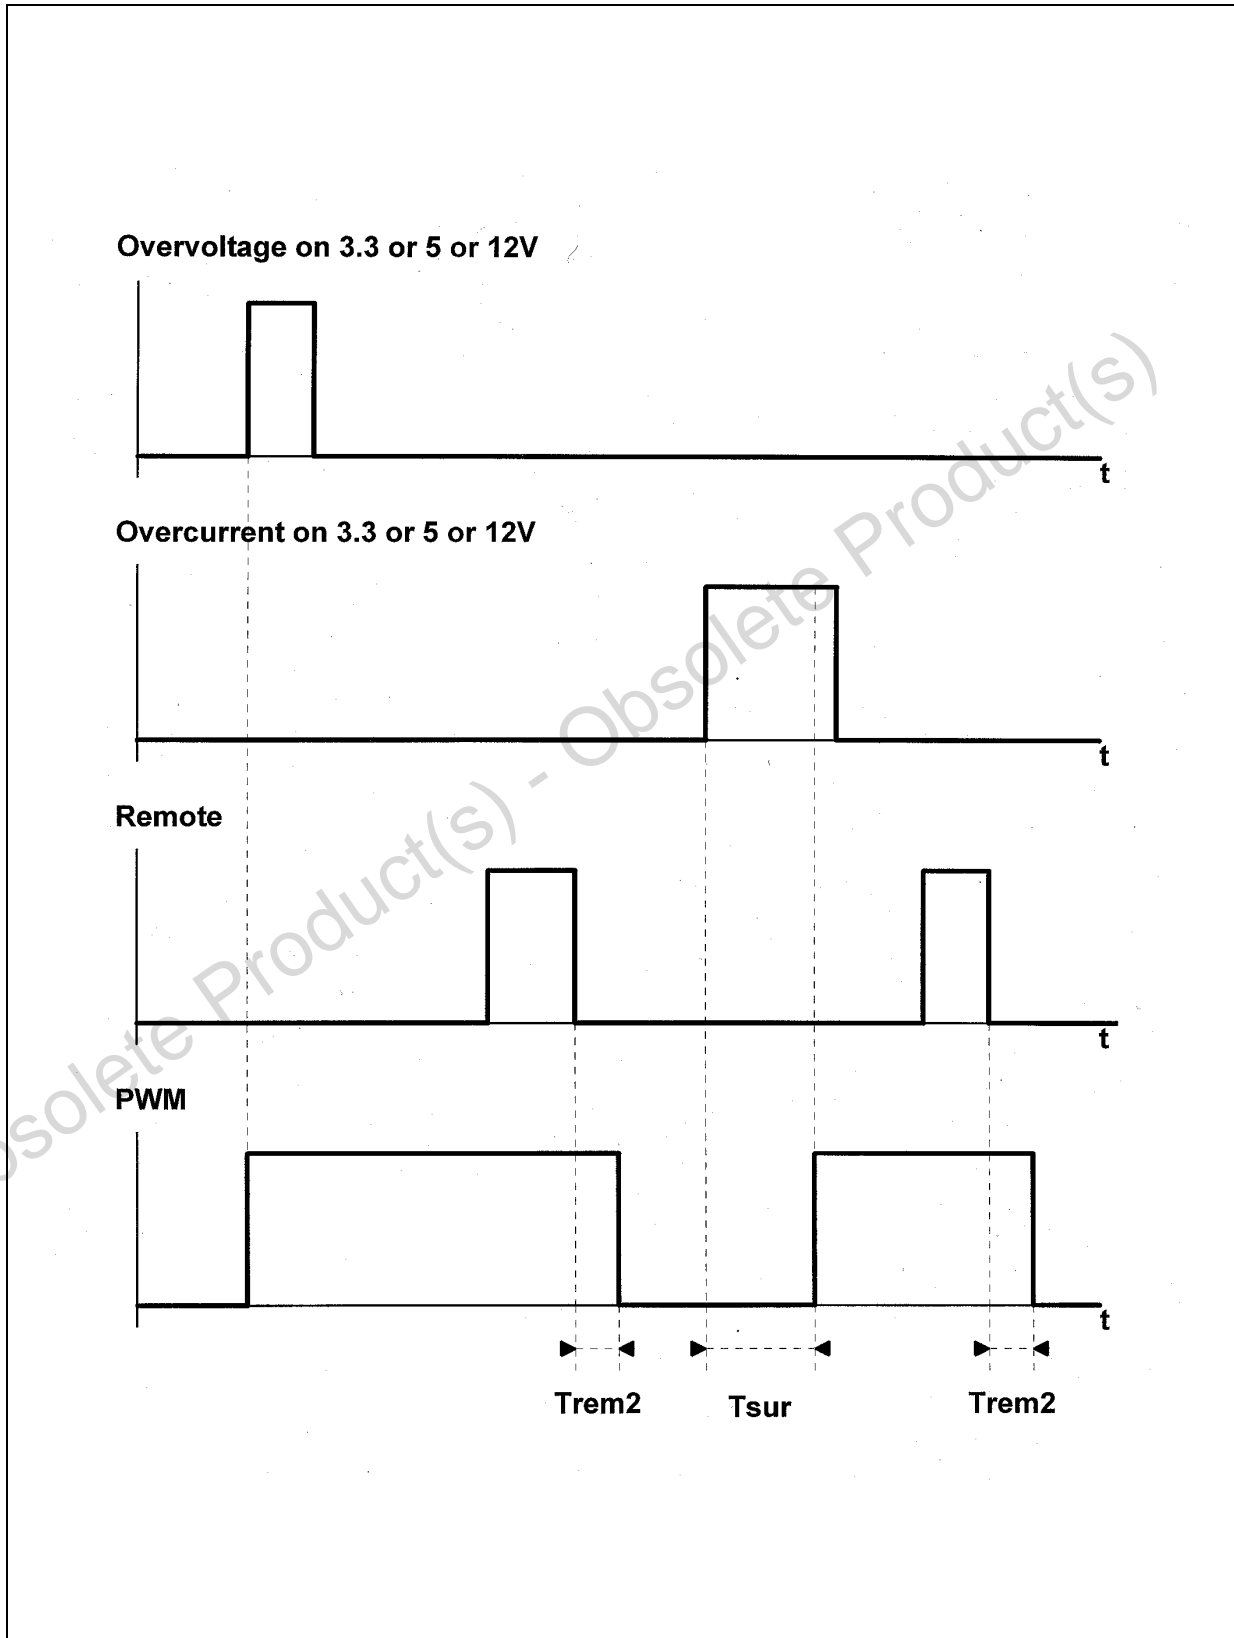 Overvoltage on 3.3 or 5 or 12V
t
Overcurrent on 3.3 or 5 or 12V
t
Remote
t
PWM
t
Trem2 Tsur Trem2
bsolete Product(s) - Obsolete Product(s)